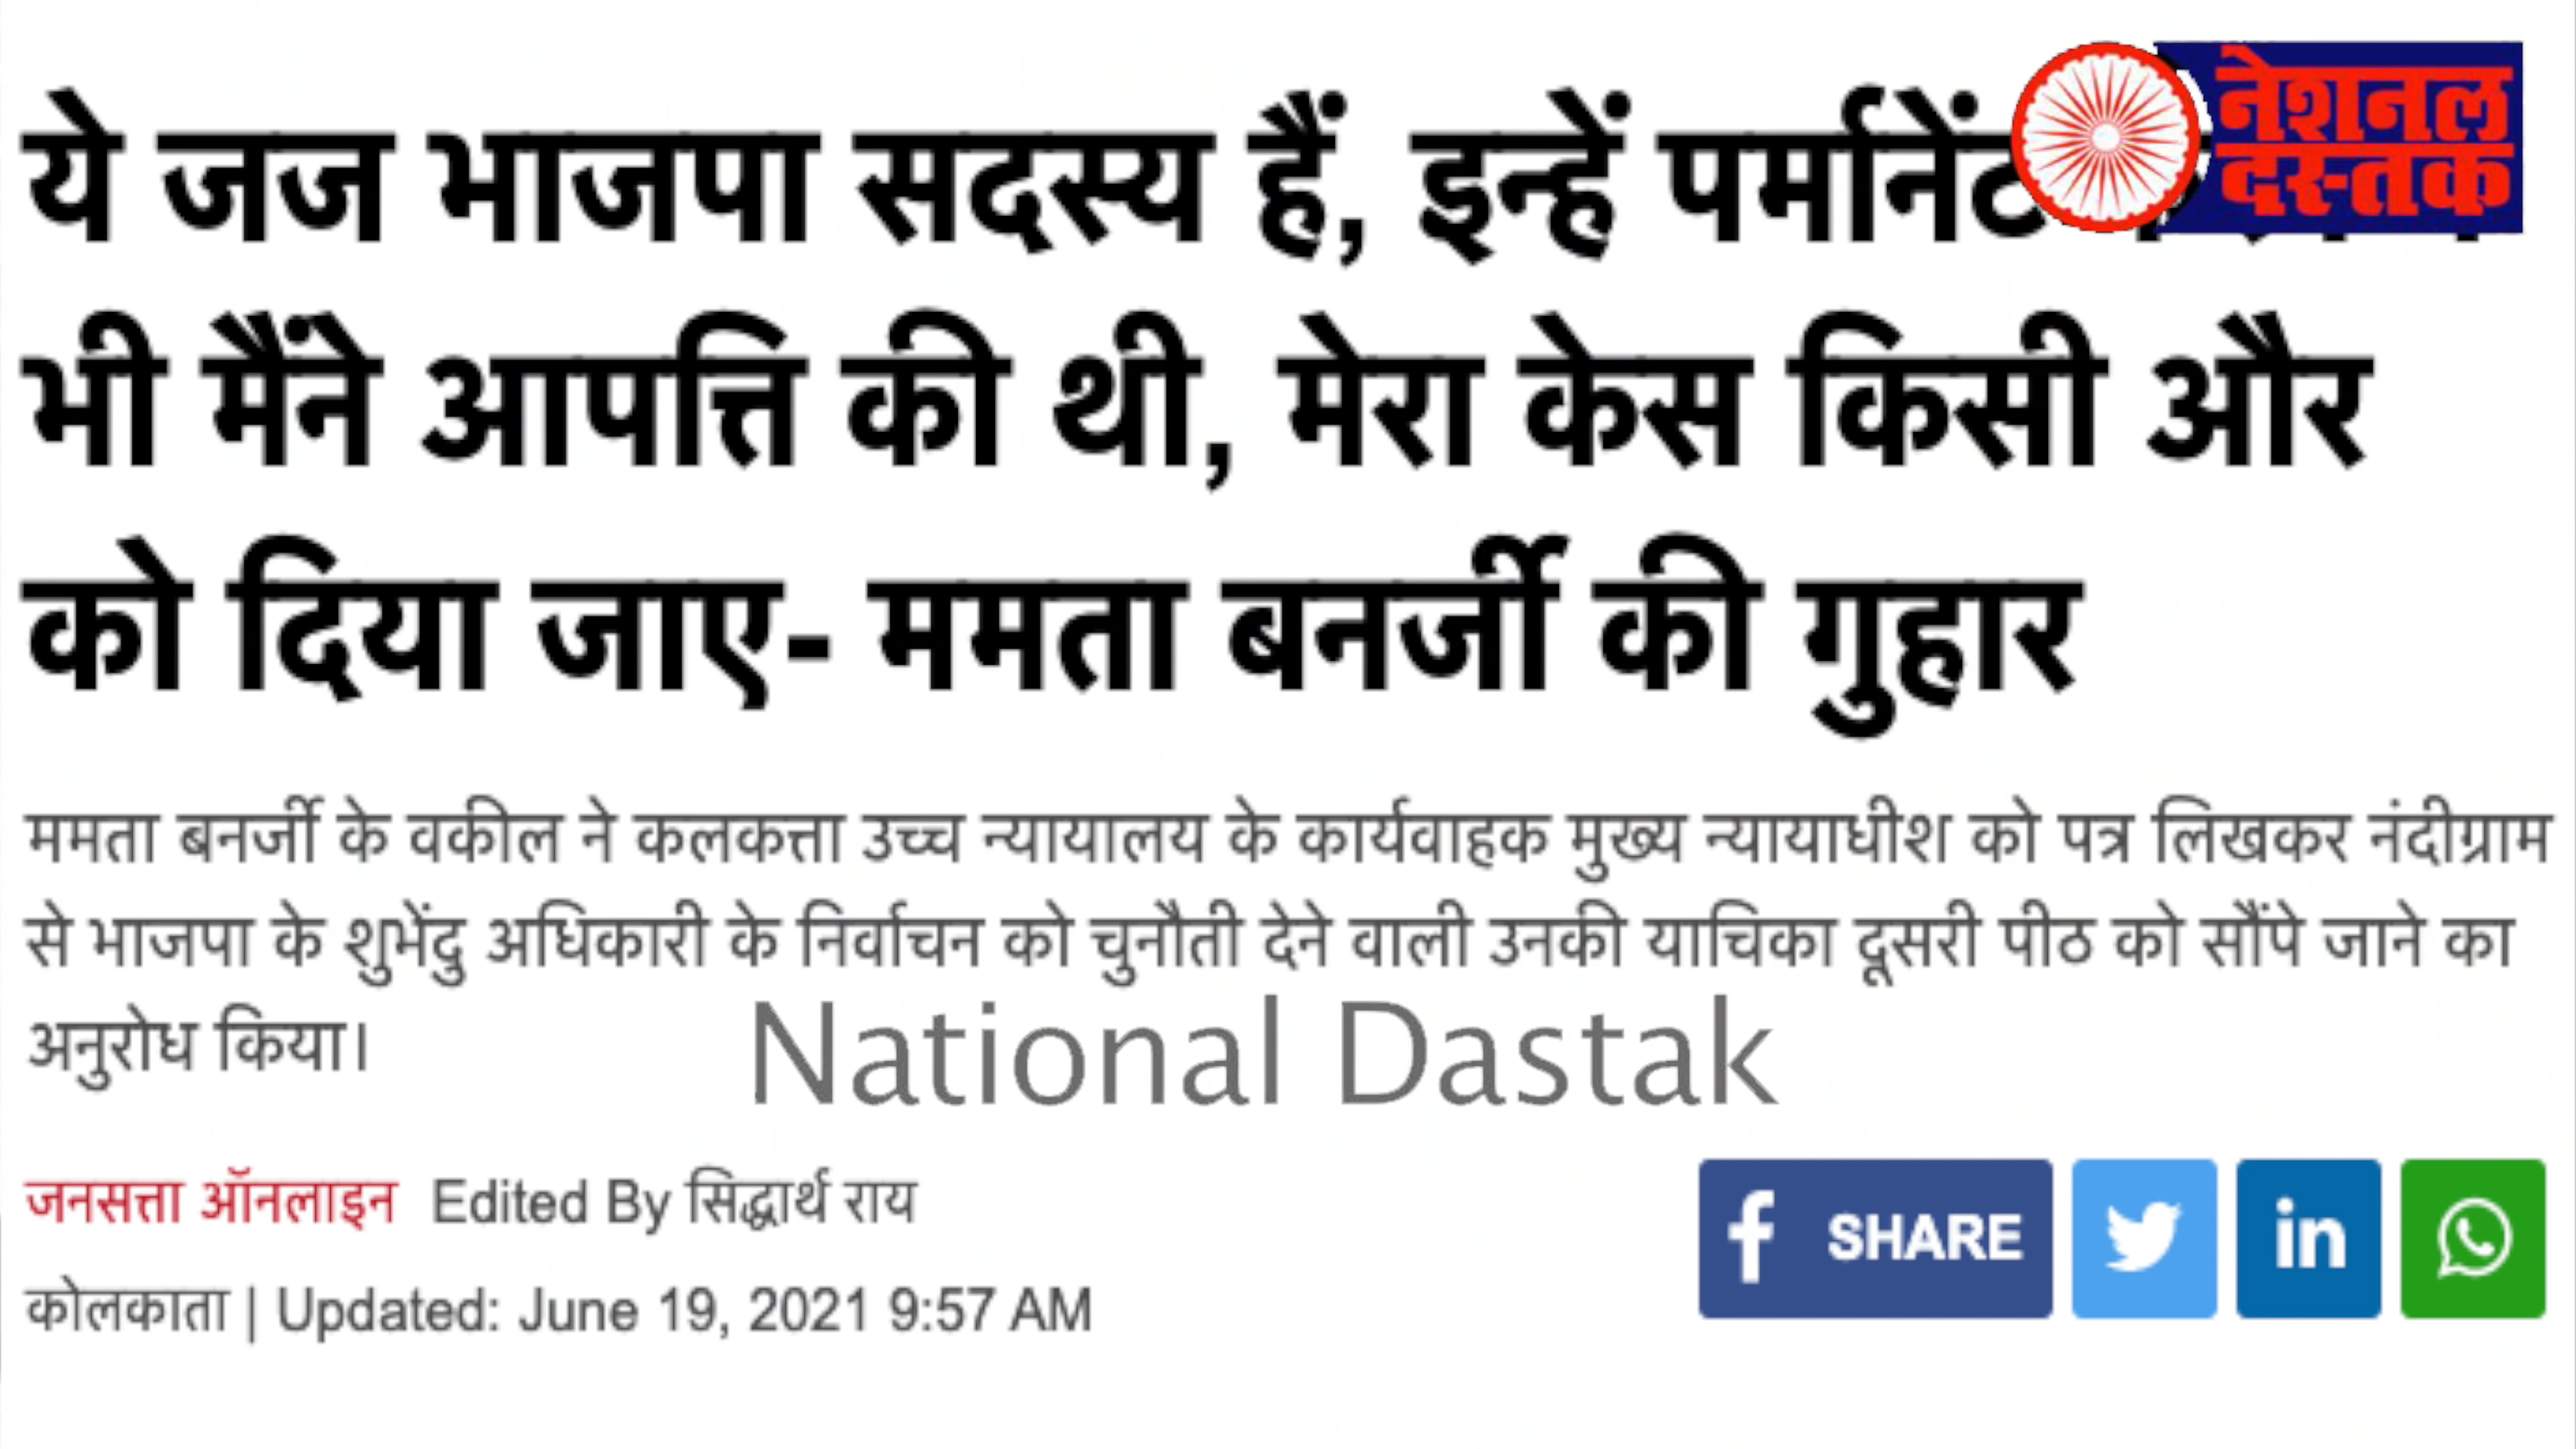 ये जज भाजपा सदस्य हैं, इन्हें पर्मानेंट
नेशनल
दस्तक
भी मैंने आपत्ति की थी, मेरा केस किसी और
को दिया जाए- ममता बनर्जी की गुहार
ममता बनर्जी के वकील ने कलकत्ता उच्च न्यायालय के कार्यवाहक मुख्य न्यायाधीश को पत्र लिखकर नंदीग्राम
से भाजपा के शुभेंदु अधिकारी के निर्वाचन को चुनौती देने वाली उनकी याचिका दूसरी पीठ को सौंपे जाने का
अनुरोध किया।
National Dastak
जनसत्ता ऑनलाइन Edited By सिद्धार्थ राय
f SHARE in
कोलकाता | Updated: June 19, 2021 9:57 AM